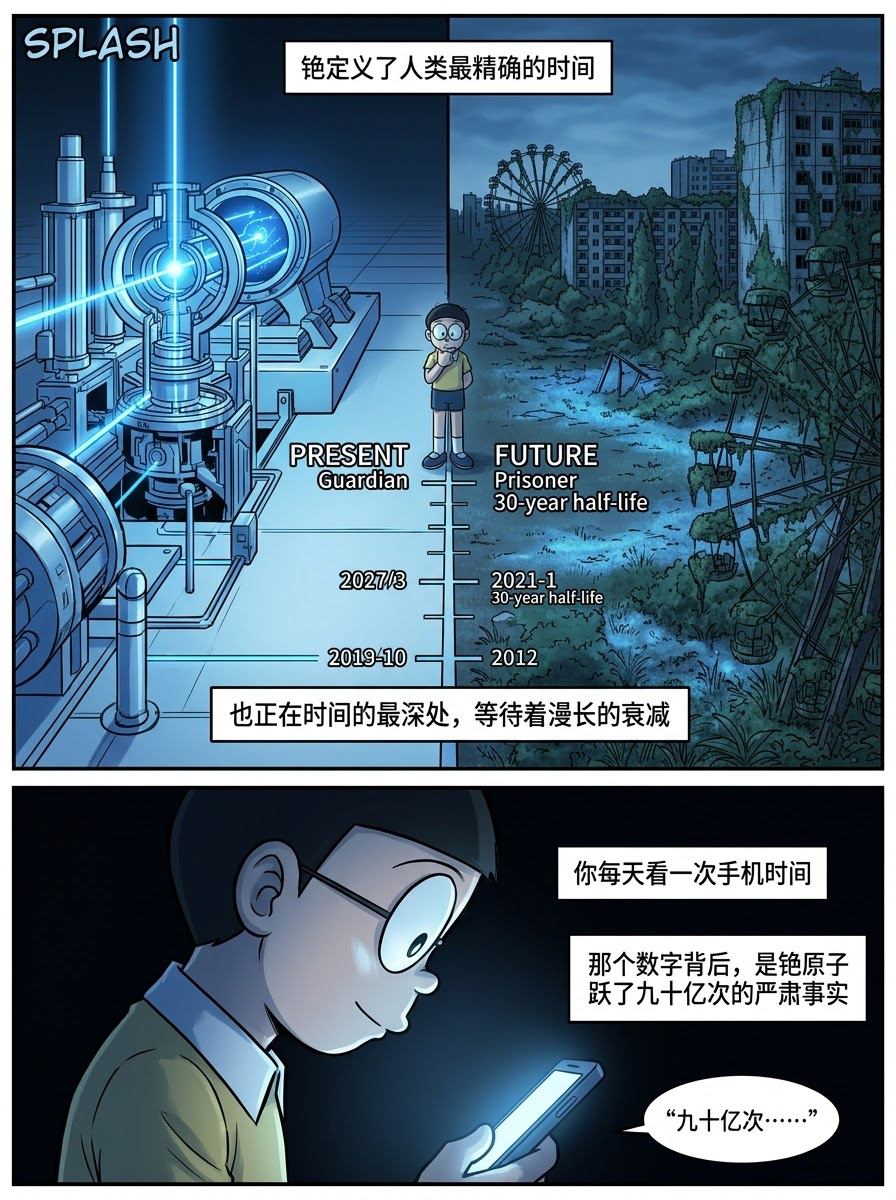 SPLASH
铯定义了人类最精确的时间
PRESENT
Guardian
FUTURE
Prisoner
30-year half-life
2027/3
2021-1
30-year half-life
2019-10
2012
也正在时间的最深处，等待着漫长的衰减
你每天看一次手机时间
那个数字背后，是铯原子
跃了九十亿次的严肃事实
“九十亿次……”